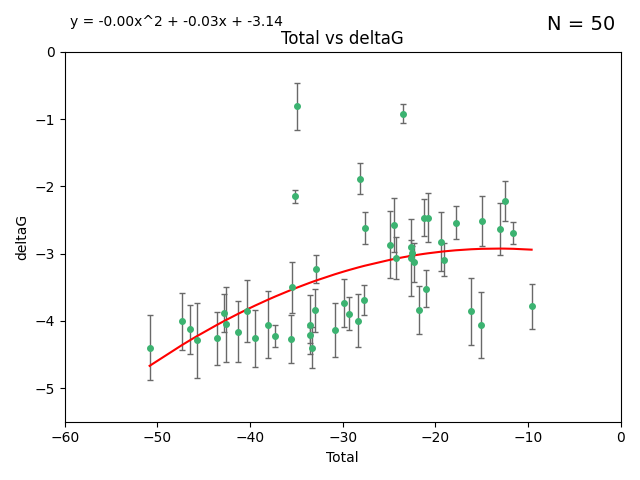 y = -0.00x^2 + -0.03x + -3.14
N = 50
Total vs deltaG
0
−1
−2
−3
−4
−5
deltaG
−60 −50 −40 −30 −20 −10 0
Total